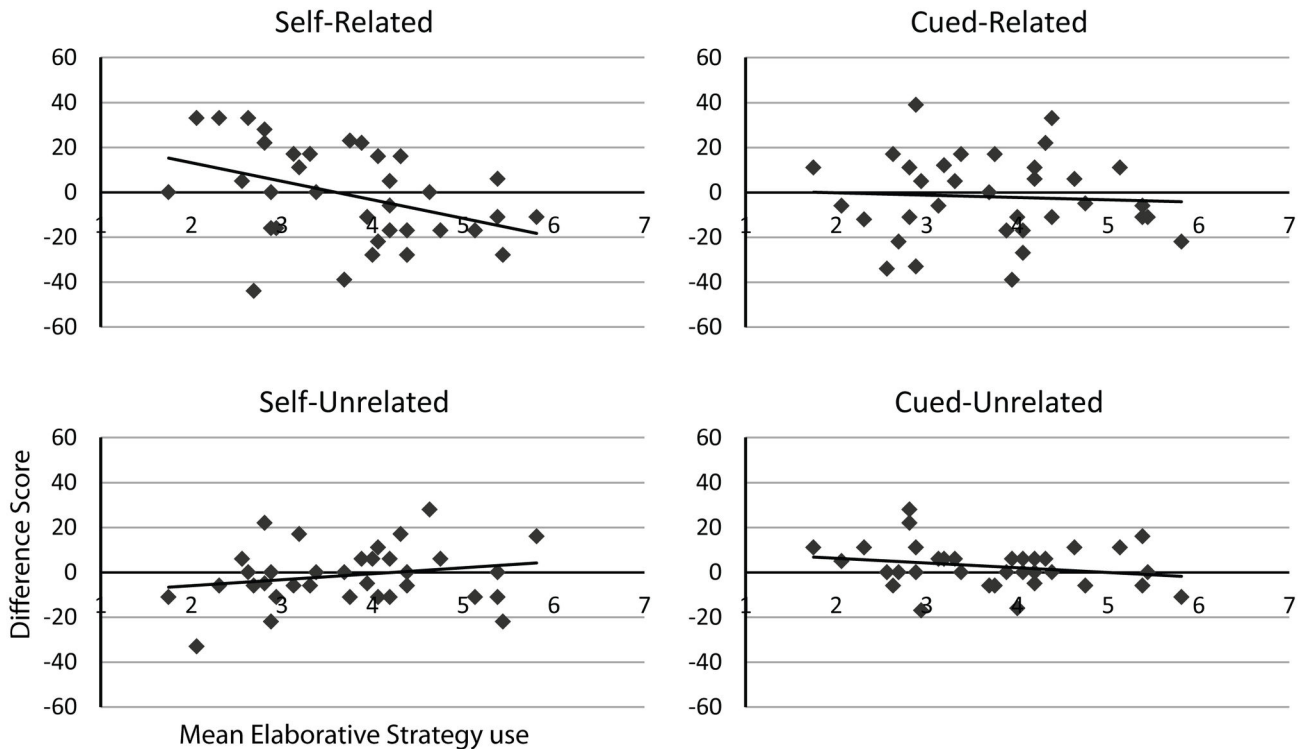 Self-Related
60
40
20
0
-20
-40
-60
1 2 3 4 5 6 7
Cued-Related
60
40
20
0
-20
-40
-60
1 2 3 4 5 6 7
Self-Unrelated
60
40
20
0
-20
-40
-60
1 2 3 4 5 6 7
Difference Score
Mean Elaborative Strategy use
Cued-Unrelated
60
40
20
0
-20
-40
-60
1 2 3 4 5 6 7